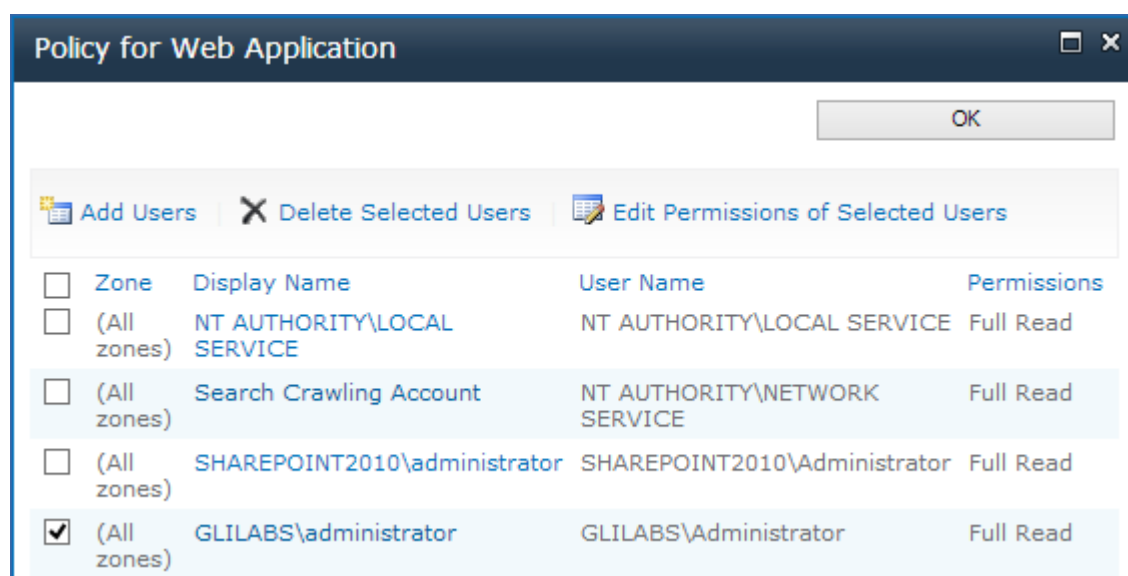 Policy for Web Application
OK
Add Users Delete Selected Users Edit Permissions of Selected Users
Zone Display Name User Name Permissions
(All NT AUTHORITY\LOCAL NT AUTHORITY\LOCAL SERVICE Full Read
zones) SERVICE
(All Search Crawling Account NT AUTHORITY\NETWORK Full Read
zones) SERVICE
(All SHAREPOINT2010\administrator SHAREPOINT2010\Administrator Full Read
zones)
(All GLILABS\administrator GLILABS\Administrator Full Read
zones)